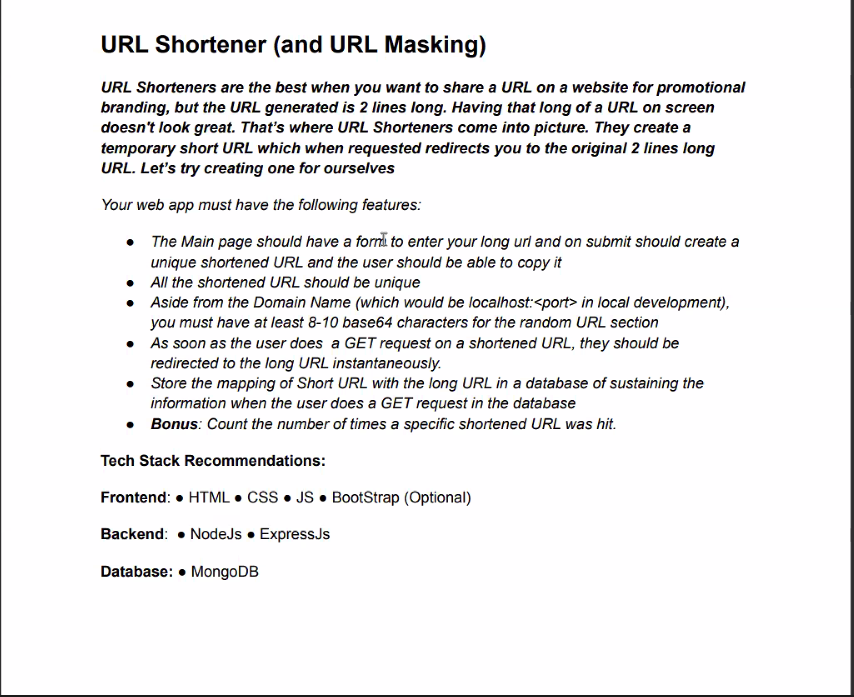 URL Shortener (and URL Masking)
URL Shorteners are the best when you want to share a URL on a website for promotional
branding, but the URL generated is 2 lines long. Having that long of a URL on screen
doesn't look great. That's where URL Shorteners come into picture. They create a
temporary short URL which when requested redirects you to the original 2 lines long
URL. Let's try creating one for ourselves
Your web app must have the following features:
● The Main page should have a form to enter your long url and on submit should create a
unique shortened URL and the user should be able to copy it
● All the shortened URL should be unique
● Aside from the Domain Name (which would be localhost:<port> in local development),
you must have at least 8-10 base64 characters for the random URL section
● As soon as the user does  a GET request on a shortened URL, they should be
redirected to the long URL instantaneously.
● Store the mapping of Short URL with the long URL in a database of sustaining the
information when the user does a GET request in the database
● Bonus: Count the number of times a specific shortened URL was hit.
Tech Stack Recommendations:
Frontend: ● HTML ● CSS ● JS ● BootStrap (Optional)
Backend:  ● NodeJs ● ExpressJs
Database: ● MongoDB